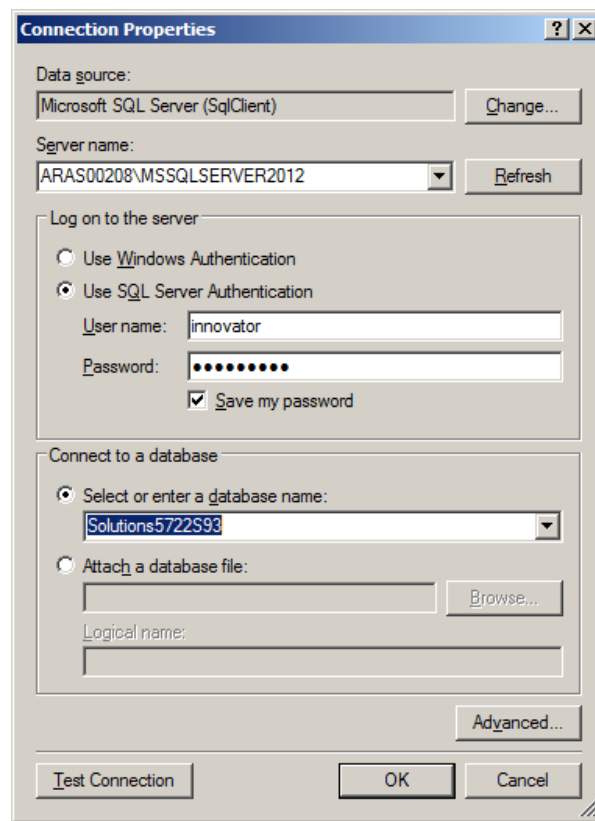 Connection Properties
Data source:
Microsoft SQL Server (SqlClient)
Change...
Server name:
ARAS00208\MSSQLSERVER2012
Refresh
Log on to the server
Use Windows Authentication
Use SQL Server Authentication
User name:
innovator
Password:
●●●●●●●●●
Save my password
Connect to a database
Select or enter a database name:
Solutions5722S93
Attach a database file:
Browse...
Logical name:
Advanced...
Test Connection
OK
Cancel